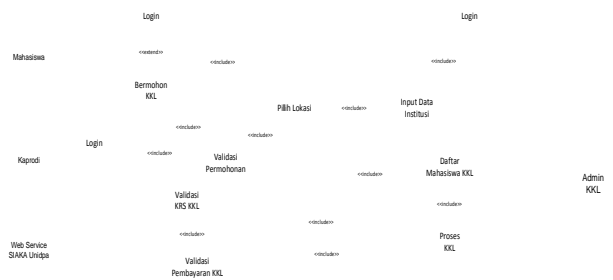 Login
Login
Mahasiswa
<<extend>>
<<include>>
<<include>>
Bermohon
KKL
Pilih Lokasi
<<include>>
Input Data
Institusi
<<include>>
<<include>>
Login
Kaprodi
<<include>>
Validasi
Permohonan
Daftar
Mahasiswa KKL
<<include>>
Admin
KKL
Validasi
KRS KKL
<<include>>
<<include>>
<<include>>
Proses
KKL
Web Service
SIAKA Unidpa
<<include>>
Validasi
Pembayaran KKL